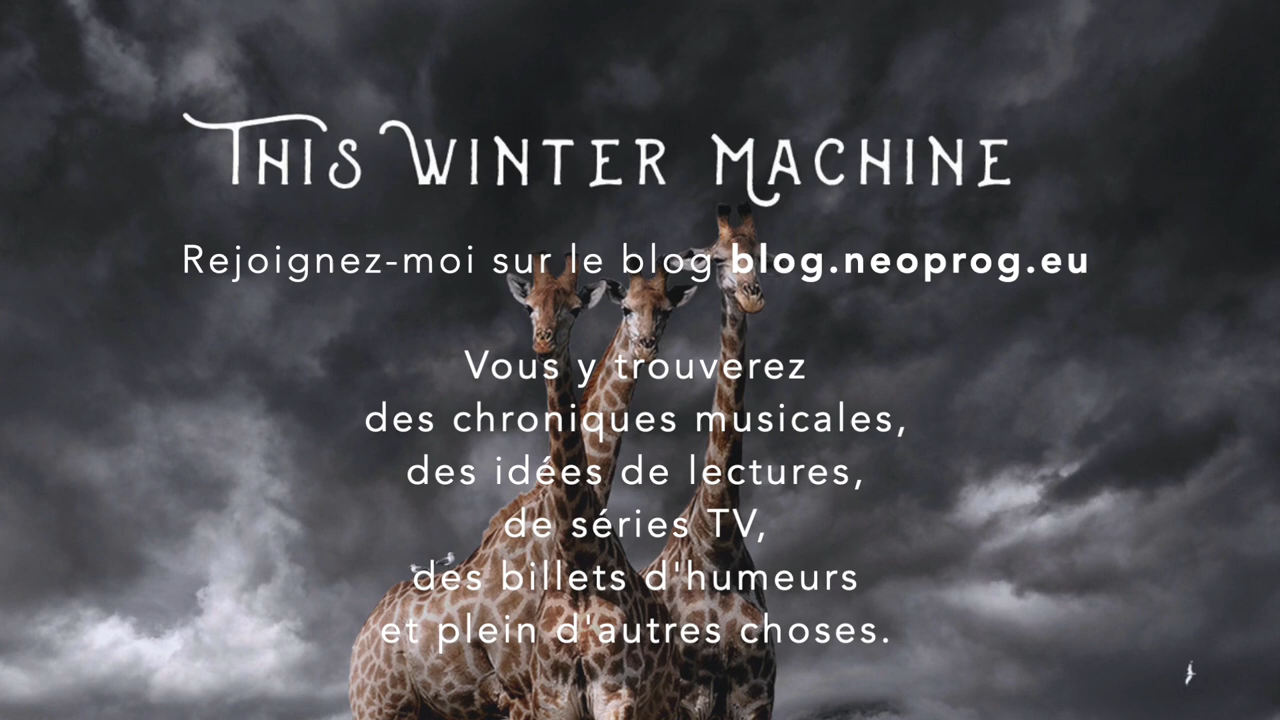 THIS WINTER MACHINE
Rejoignez-moi sur le blog blog.neoprog.eu
Vous y trouverez
des chroniques musicales,
des idées de lectures,
de séries TV,
des billets d'humeurs
et plein d'autres choses.